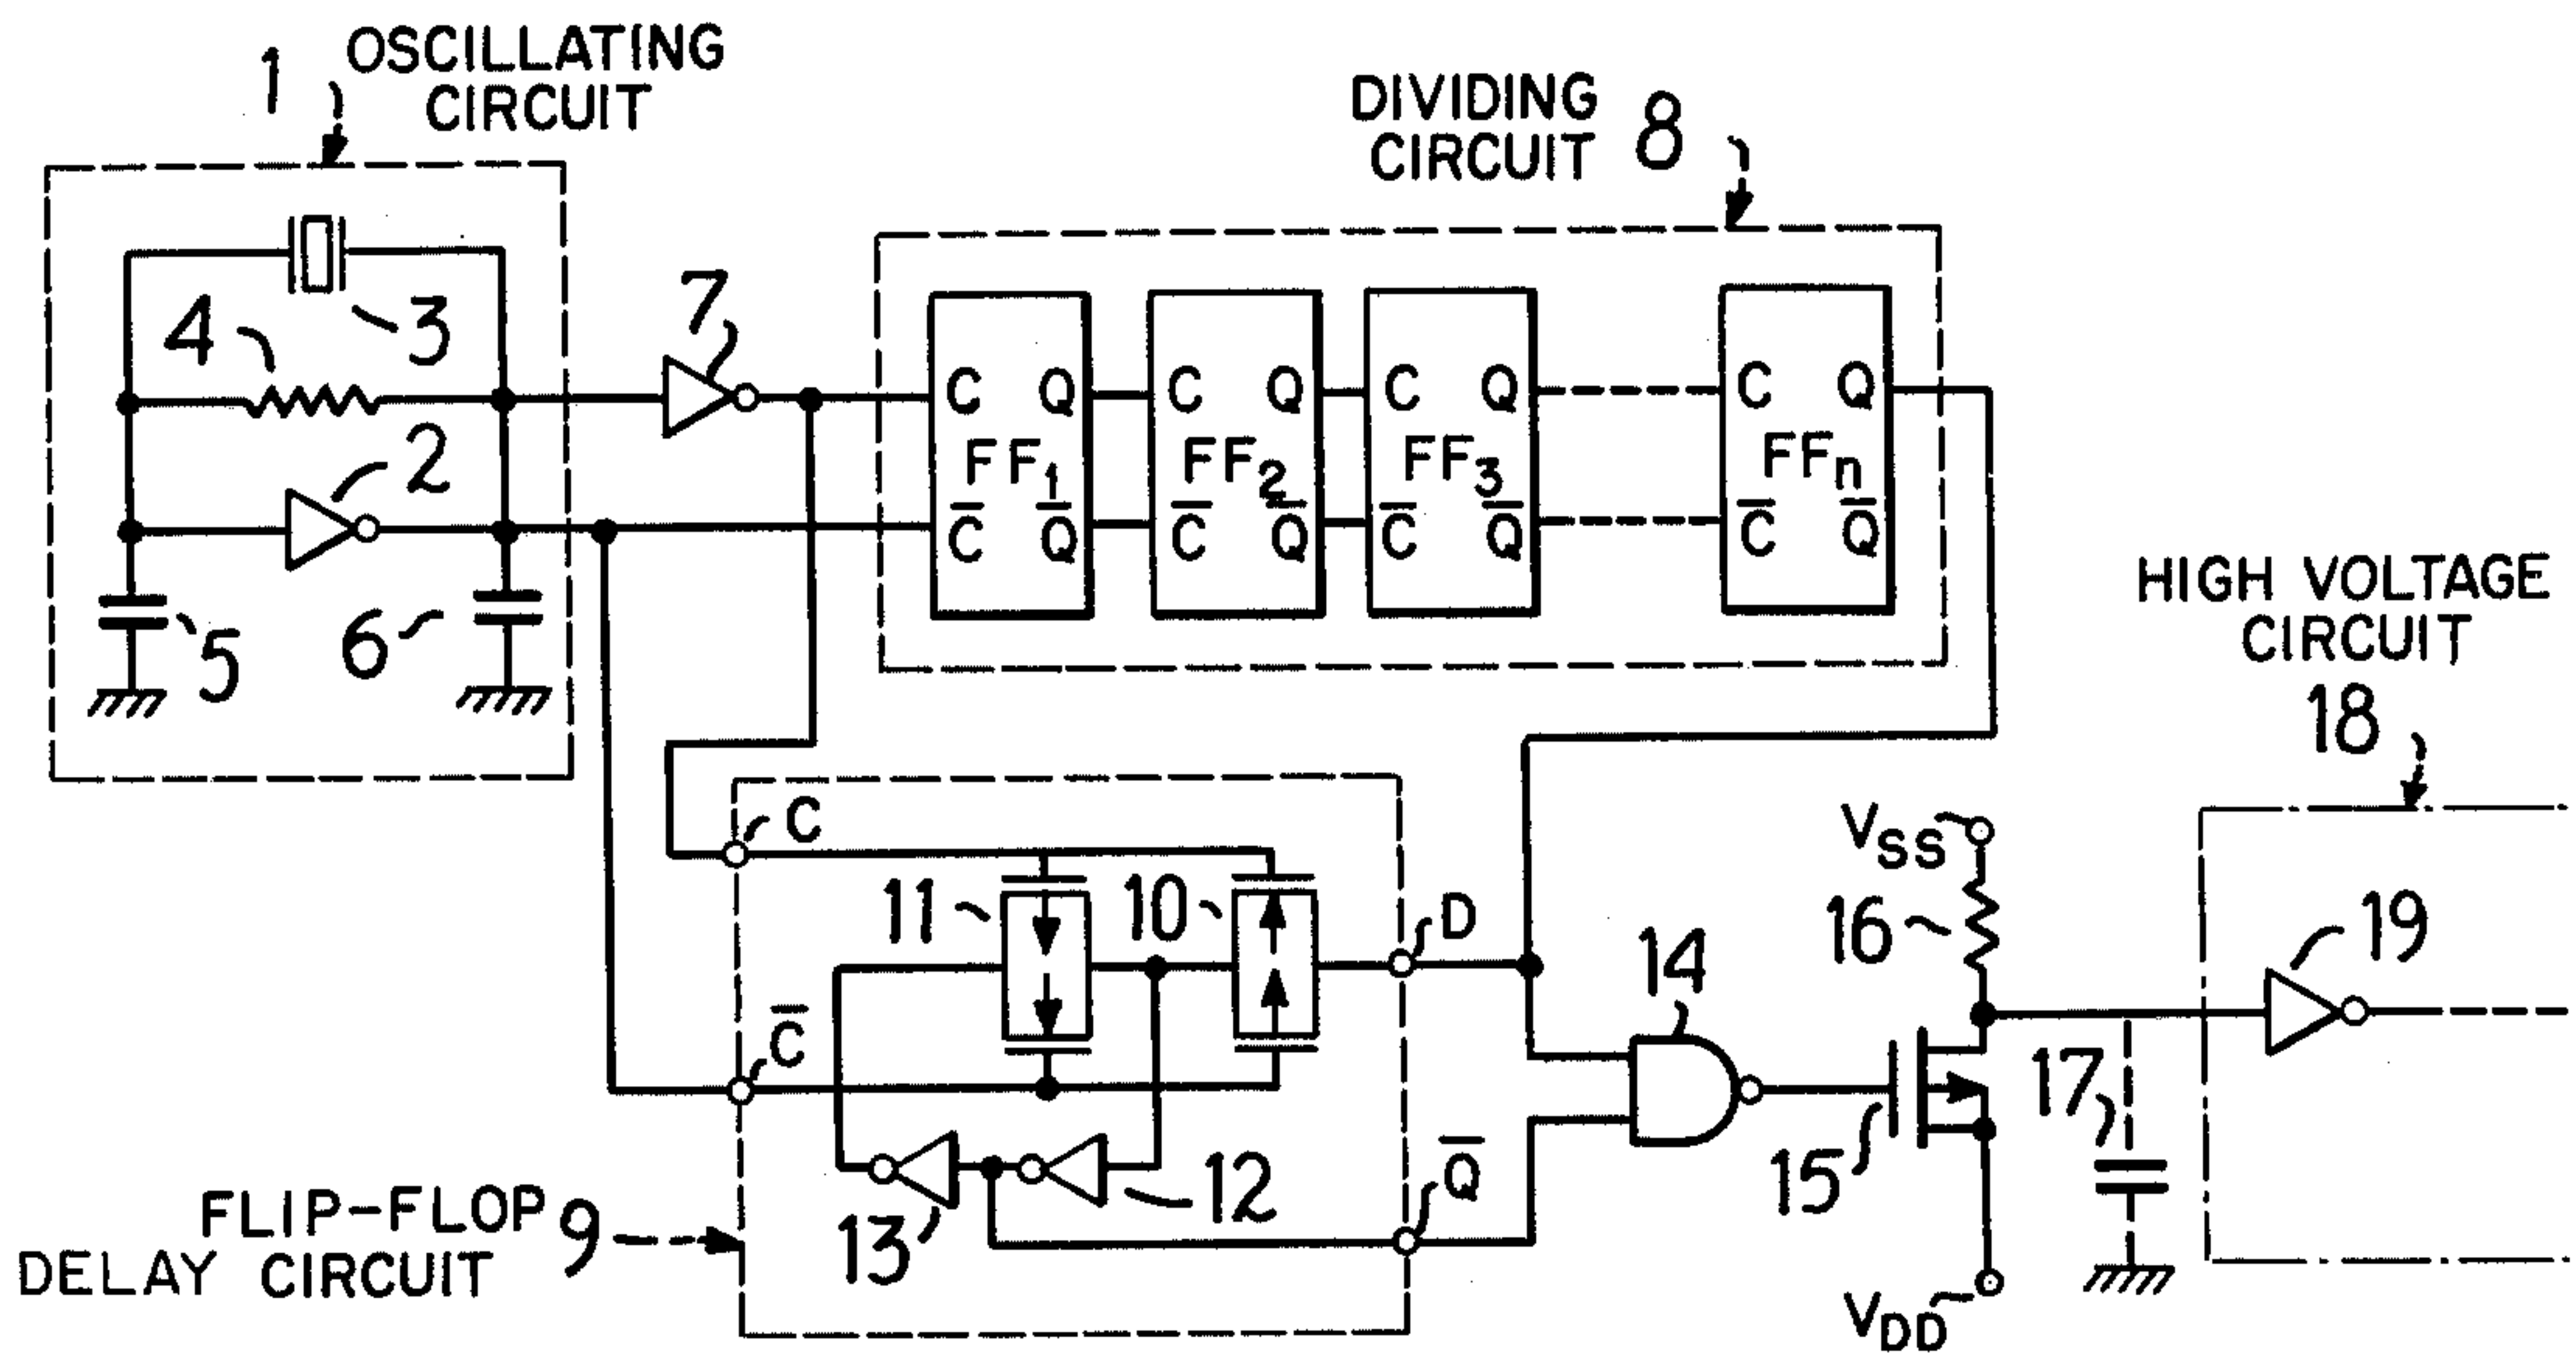 1 OSCILLATING
CIRCUIT
DIVIDING
CIRCUIT 8
3
4
7
2
5
6
C Q
FF1
C̅ Q̅
C Q
FF2
C̅ Q̅
C Q
FF3
C̅ Q̅
C Q
FFn
C̅ Q̅
HIGH VOLTAGE
CIRCUIT
18
C
11
10
D
C̅
14
VSS
16
19
17
15
12
13
Q̅
FLIP-FLOP
DELAY CIRCUIT 9
VDD